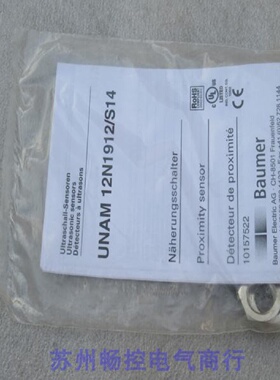 Ultraschall-Sensoren
Ultrasonic sensors
Détecteurs à ultrasons
UNAM 12N1912/S14
Näherungsschalter
Proximity sensor
Détecteur de proximité
10157522
RoHS
CE
Baumer
Baumer Electric AG
CH-8501 Frauenfeld
苏州畅控电气商行